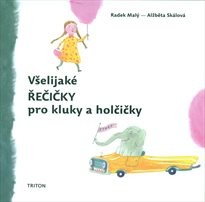 Radek Malý – Alžběta Skálová
Všelijaké
ŘEČIČKY
pro kluky a holčičky
TRITON